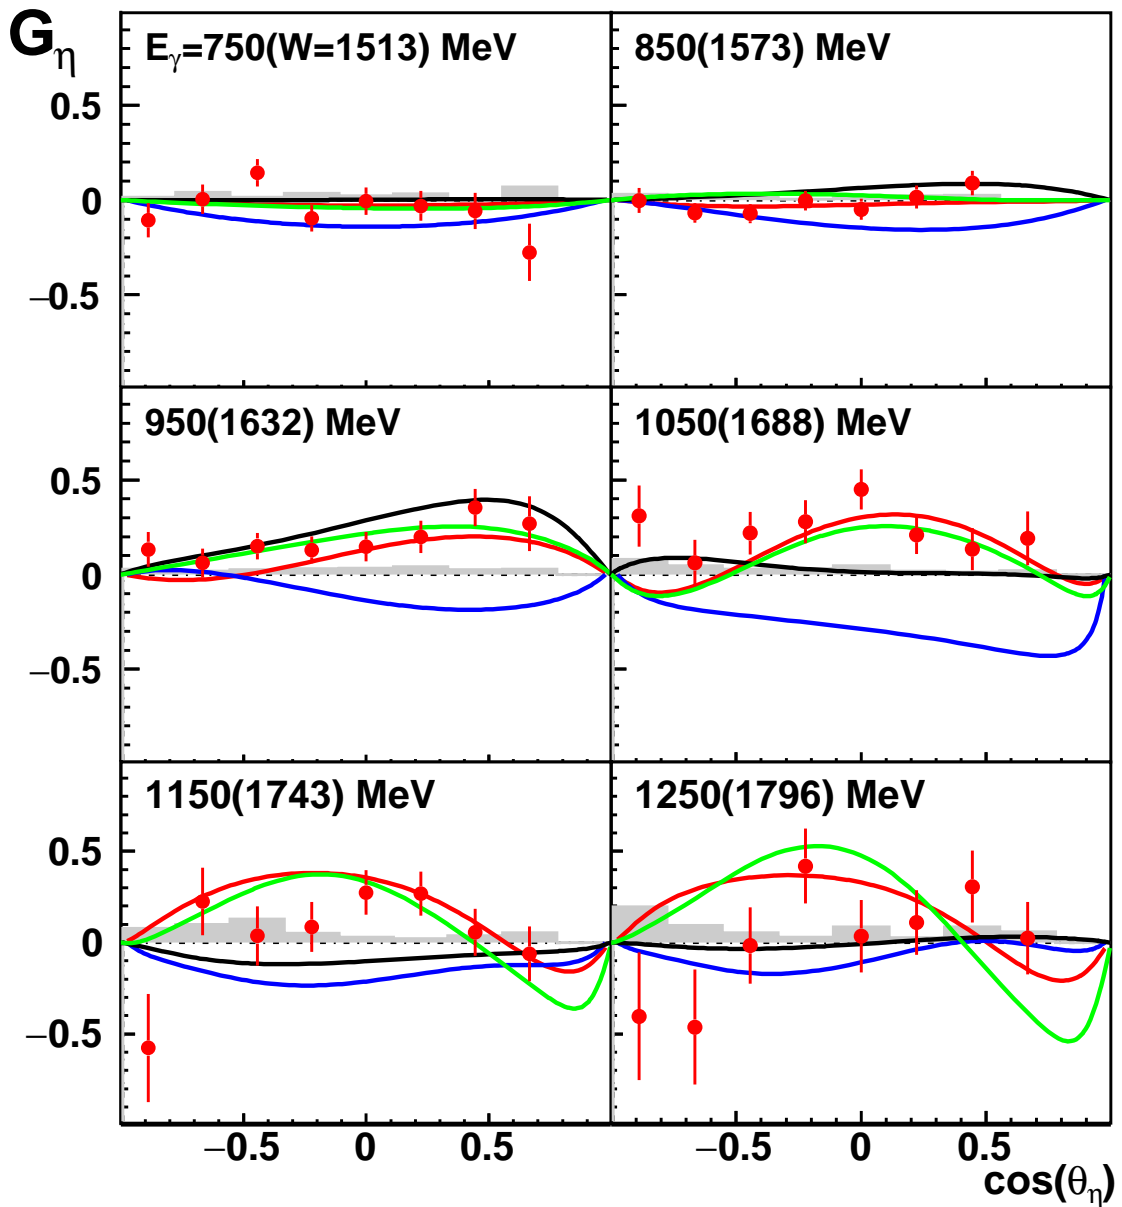 Gη
Eγ=750(W=1513) MeV
850(1573) MeV
0.5
0
−0.5
950(1632) MeV
1050(1688) MeV
0.5
0
−0.5
1150(1743) MeV
1250(1796) MeV
0.5
0
−0.5
−0.5 0 0.5 −0.5 0 0.5
cos(θη)